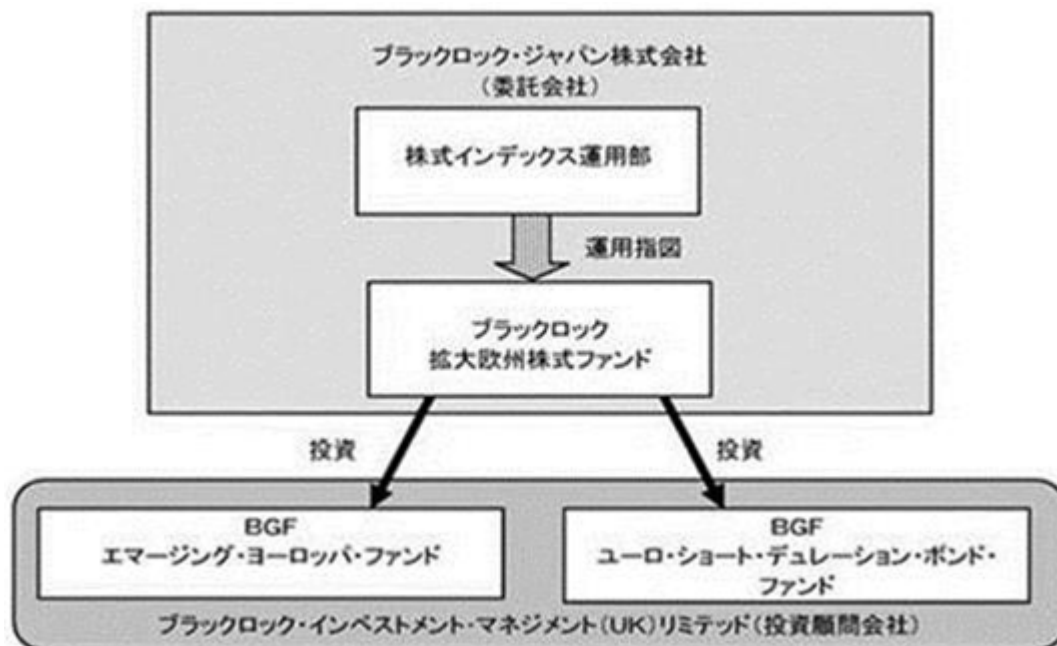 ブラックロック・ジャパン株式会社
(委託会社)
株式インデックス運用部
運用指図
ブラックロック
拡大欧州株式ファンド
投資
投資
BGF
エマージング・ヨーロッパ・ファンド
BGF
ユーロ・ショート・デュレーション・ボンド・
ファンド
ブラックロック・インベストメント・マネジメント(UK)リミテッド(投資顧問会社)